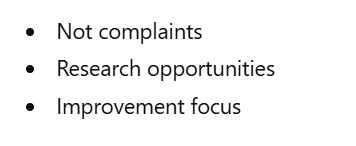 • Not complaints
• Research opportunities
• Improvement focus